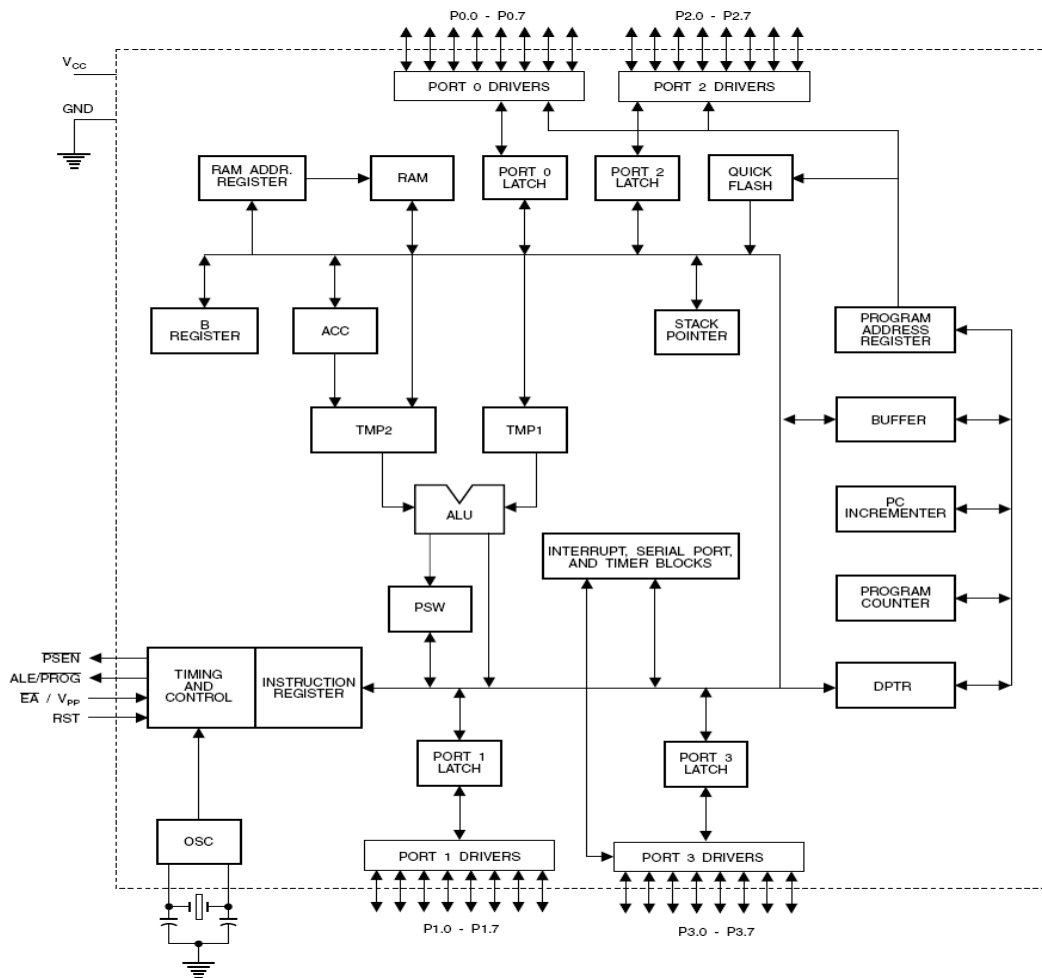 P0.0 - P0.7
P2.0 - P2.7
VCC
GND
PORT 0 DRIVERS
PORT 2 DRIVERS
RAM ADDR.
REGISTER
RAM
PORT 0
LATCH
PORT 2
LATCH
QUICK
FLASH
B
REGISTER
ACC
STACK
POINTER
PROGRAM
ADDRESS
REGISTER
TMP2
TMP1
BUFFER
ALU
PC
INCREMENTER
INTERRUPT, SERIAL PORT,
AND TIMER BLOCKS
PSW
PROGRAM
COUNTER
PSEN
ALE/PROG
EA / VPP
RST
TIMING
AND
CONTROL
INSTRUCTION
REGISTER
DPTR
PORT 1
LATCH
PORT 3
LATCH
OSC
PORT 1 DRIVERS
PORT 3 DRIVERS
P1.0 - P1.7
P3.0 - P3.7